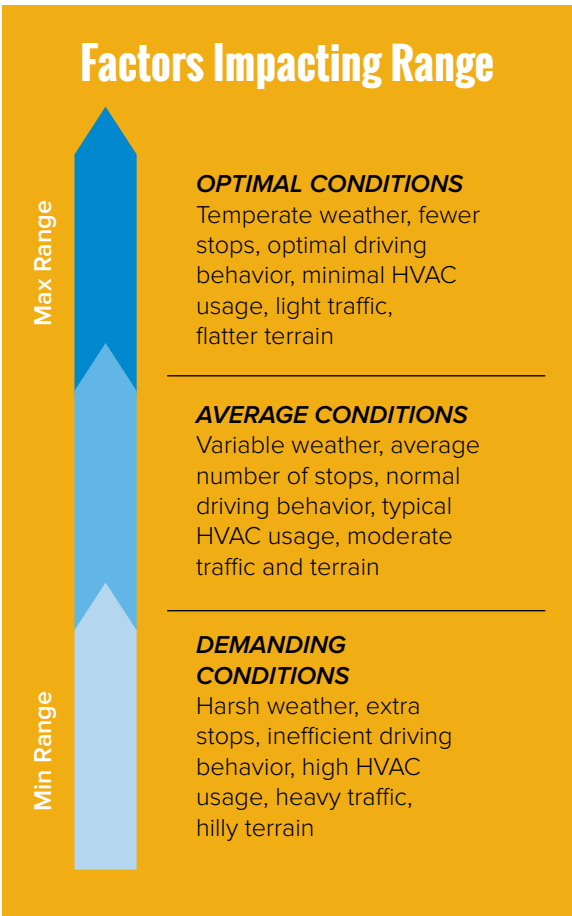 Factors Impacting Range
Max Range
OPTIMAL CONDITIONS
Temperate weather, fewer
stops, optimal driving
behavior, minimal HVAC
usage, light traffic,
flatter terrain
AVERAGE CONDITIONS
Variable weather, average
number of stops, normal
driving behavior, typical
HVAC usage, moderate
traffic and terrain
Min Range
DEMANDING
CONDITIONS
Harsh weather, extra
stops, inefficient driving
behavior, high HVAC
usage, heavy traffic,
hilly terrain